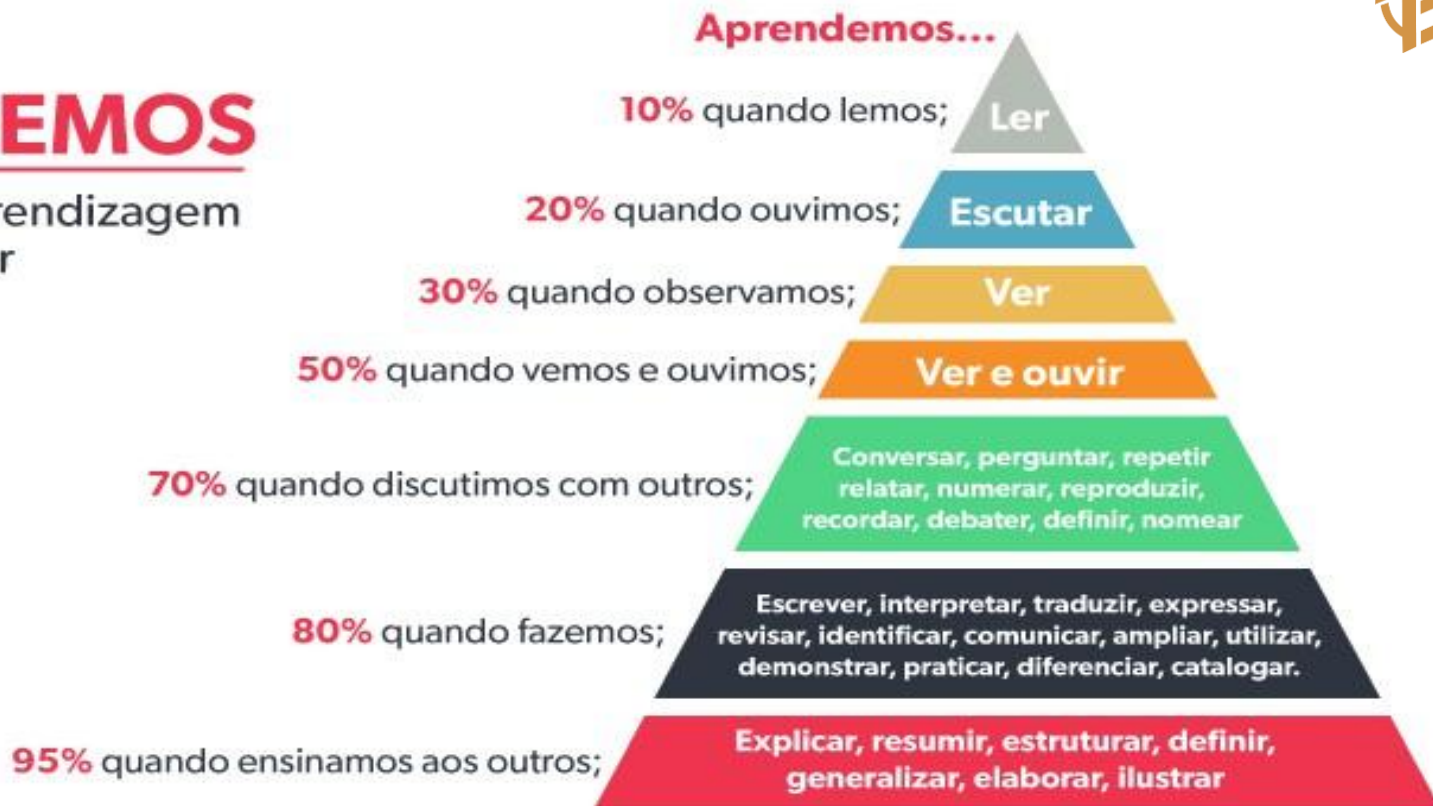 Aprendemos...
EMOS
rendizagem
r
10% quando lemos;
Ler
20% quando ouvimos;
Escutar
30% quando observamos;
Ver
50% quando vemos e ouvimos;
Ver e ouvir
70% quando discutimos com outros;
Conversar, perguntar, repetir
relatar, numerar, reproduzir,
recordar, debater, definir, nomear
80% quando fazemos;
Escrever, interpretar, traduzir, expressar,
revisar, identificar, comunicar, ampliar, utilizar,
demonstrar, praticar, diferenciar, catalogar.
95% quando ensinamos aos outros;
Explicar, resumir, estruturar, definir,
generalizar, elaborar, ilustrar